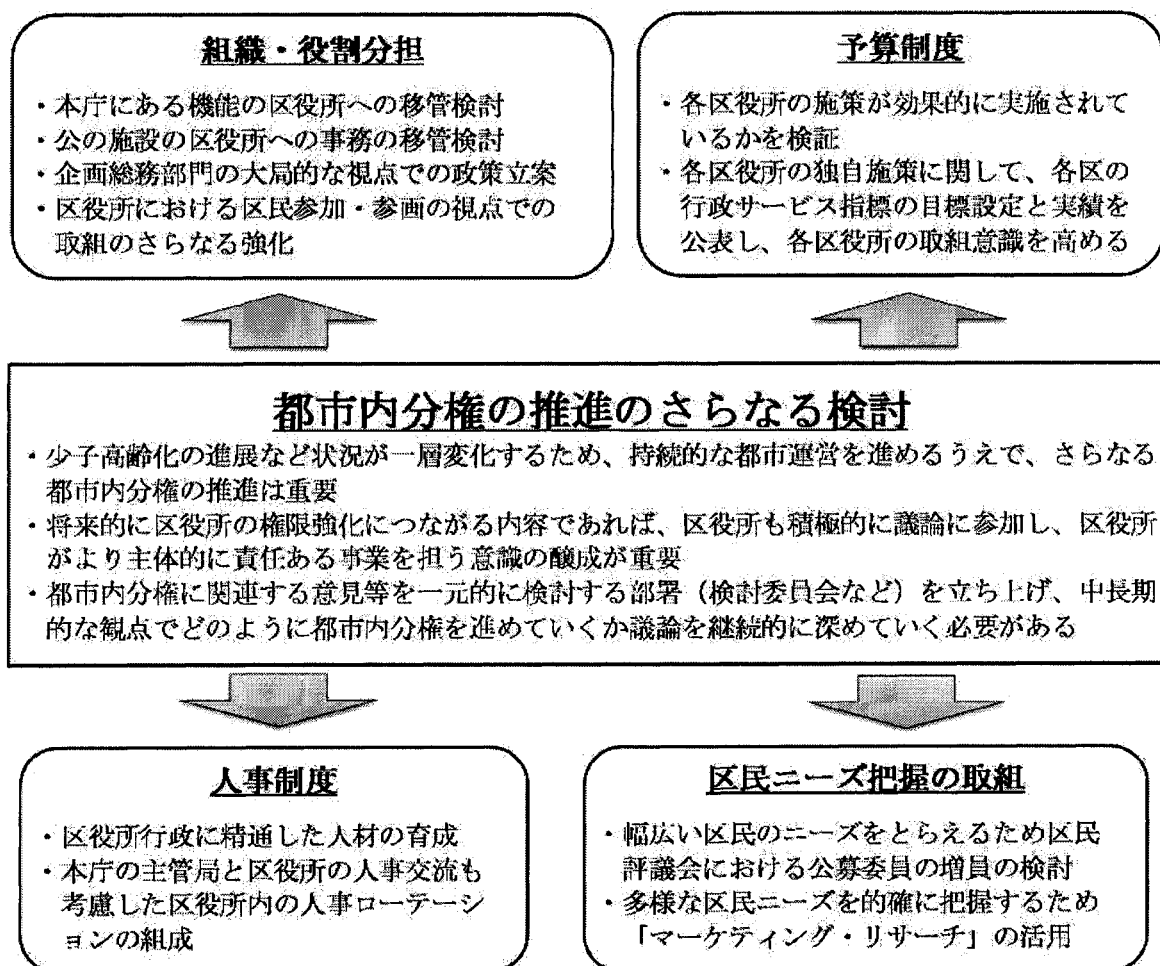 組織・役割分担
・本庁にある機能の区役所への移管検討
・公の施設の区役所への事務の移管検討
・企画総務部門の大局的な視点での政策立案
・区役所における区民参加・参画の視点での
取組のさらなる強化
予算制度
・各区役所の施策が効果的に実施されて
いるかを検証
・各区役所の独自施策に関して、各区の
行政サービス指標の目標設定と実績を
公表し、各区役所の取組意識を高める
都市内分権の推進のさらなる検討
・少子高齢化の進展など状況が一層変化するため、持続的な都市運営を進めるうえで、さらなる
都市内分権の推進は重要
・将来的に区役所の権限強化につながる内容であれば、区役所も積極的に議論に参加し、区役所
がより主体的に責任ある事業を担う意識の醸成が重要
・都市内分権に関連する意見等を一元的に検討する部署（検討委員会など）を立ち上げ、中長期
的な観点でどのように都市内分権を進めていくか議論を継続的に深めていく必要がある
人事制度
・区役所行政に精通した人材の育成
・本庁の主管局と区役所の人事交流も
考慮した区役所内の人事ローテーシ
ョンの組成
区民ニーズ把握の取組
・幅広い区民のニーズをとらえるため区民
評議会における公募委員の増員の検討
・多様な区民ニーズを的確に把握するため
「マーケティング・リサーチ」の活用